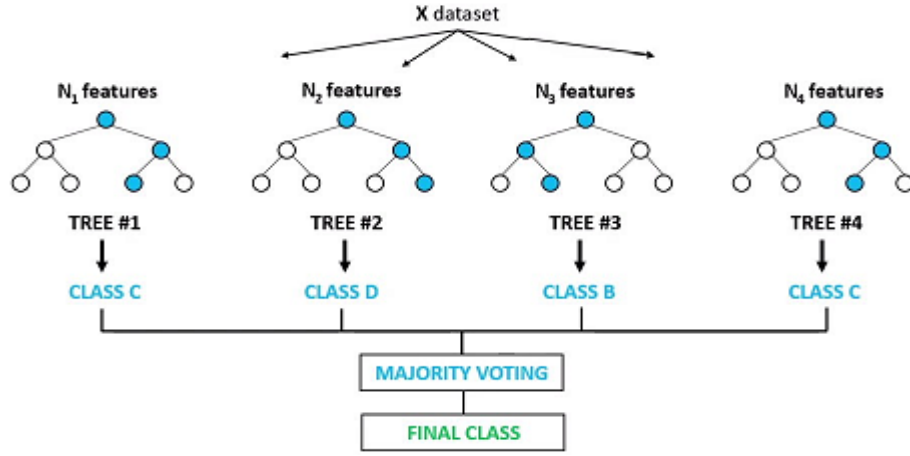 X dataset
N₁ features
N₂ features
N₃ features
N₄ features
TREE #1
TREE #2
TREE #3
TREE #4
CLASS C
CLASS D
CLASS B
CLASS C
MAJORITY VOTING
FINAL CLASS